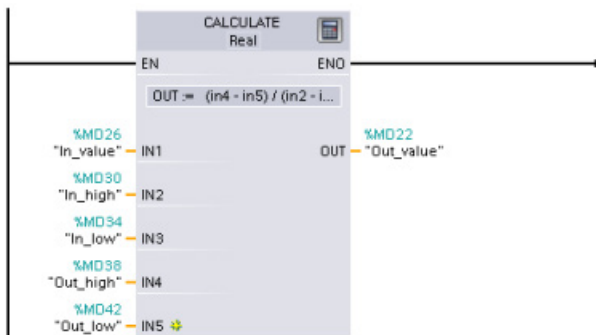 CALCULATE
Real
EN ENO
OUT := (in4 - in5) / (in2 - i...
%MD26 %MD22
"In_value" IN1 OUT "Out_value"
%MD30
"In_high" IN2
%MD34
"In_low" IN3
%MD38
"Out_high" IN4
%MD42
"Out_low" IN5